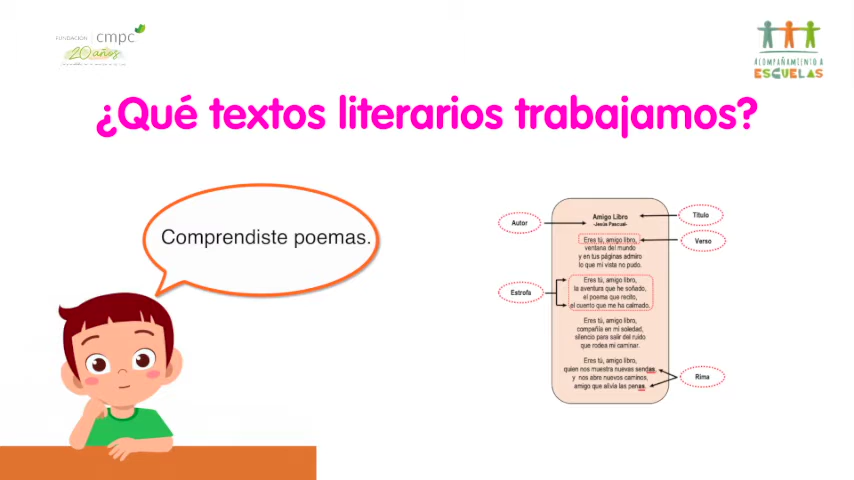 FUNDACIÓN | cmpc
20 años
ACOMPAÑAMIENTO A
ESCUELAS
¿Qué textos literarios trabajamos?
Comprendiste poemas.
Autor
Título
Verso
Estrofa
Rima
Amigo Libro
-Jesús Pascual-
Eres tú, amigo libro,
ventana del mundo
y en tus páginas admiro
lo que mi vista no pudo.
Eres tú, amigo libro,
la aventura que he soñado,
el poema que recito,
el cuento que me ha calmado.
Eres tú, amigo libro,
compañía en mi soledad,
silencio para salir del ruido
que rodea mi caminar.
Eres tú, amigo libro,
quien nos muestra nuevas sendas,
y nos abre nuevos caminos,
amigo que alivia las penas.